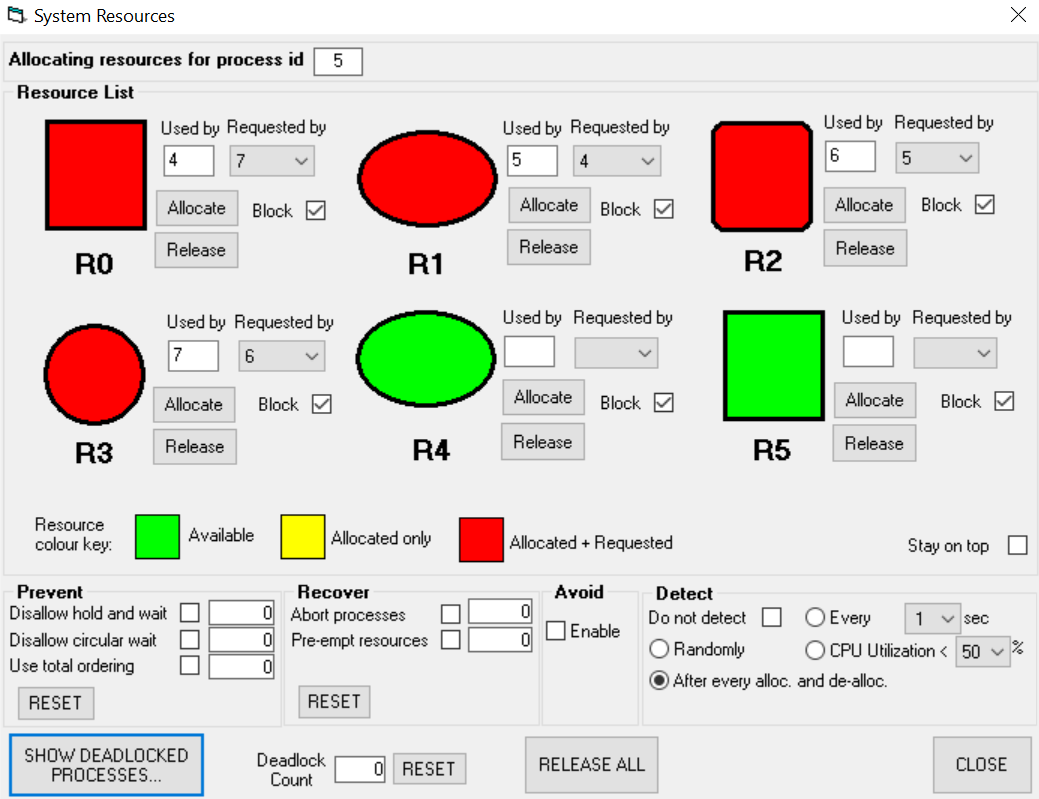 System Resources
Allocating resources for process id 5
Resource List
Used by Requested by
4 7
Allocate Block
Release
R0
Used by Requested by
5 4
Allocate Block
Release
R1
Used by Requested by
6 5
Allocate Block
Release
R2
Used by Requested by
7 6
Allocate Block
Release
R3
Used by Requested by
Allocate Block
Release
R4
Used by Requested by
Allocate Block
Release
R5
Resource
colour key:
Available
Allocated only
Allocated + Requested
Stay on top
Prevent
Disallow hold and wait 0
Disallow circular wait 0
Use total ordering 0
RESET
Recover
Abort processes 0
Pre-empt resources 0
RESET
Avoid
Enable
Detect
Do not detect Every 1 sec
Randomly CPU Utilization < 50 %
After every alloc. and de-alloc.
SHOW DEADLOCKED
PROCESSES...
Deadlock
Count
0
RESET
RELEASE ALL
CLOSE